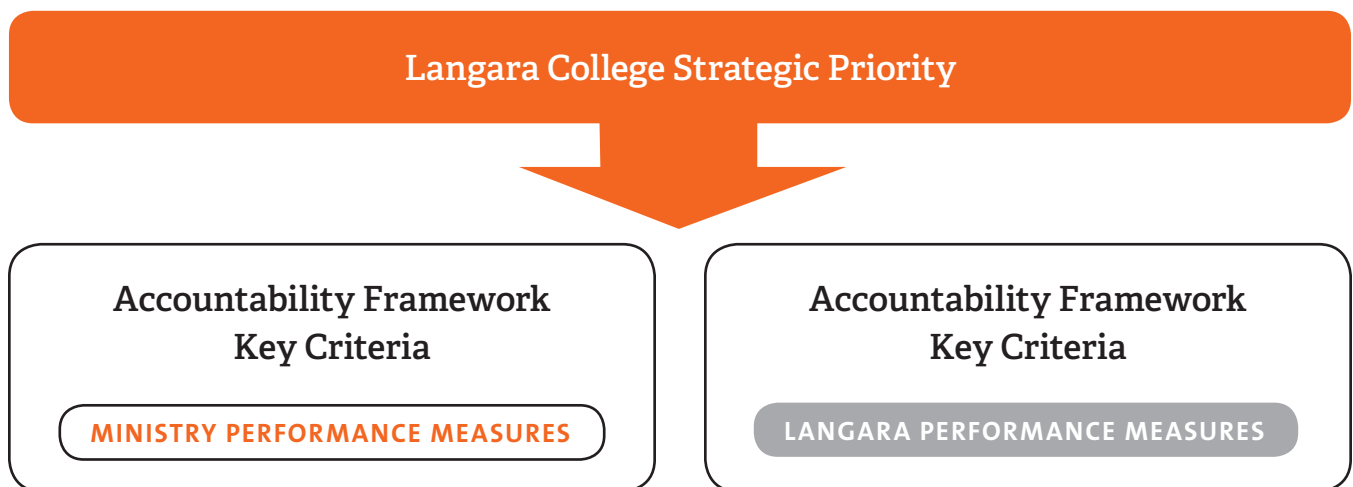 Langara College Strategic Priority
Accountability Framework
Key Criteria
MINISTRY PERFORMANCE MEASURES
Accountability Framework
Key Criteria
LANGARA PERFORMANCE MEASURES